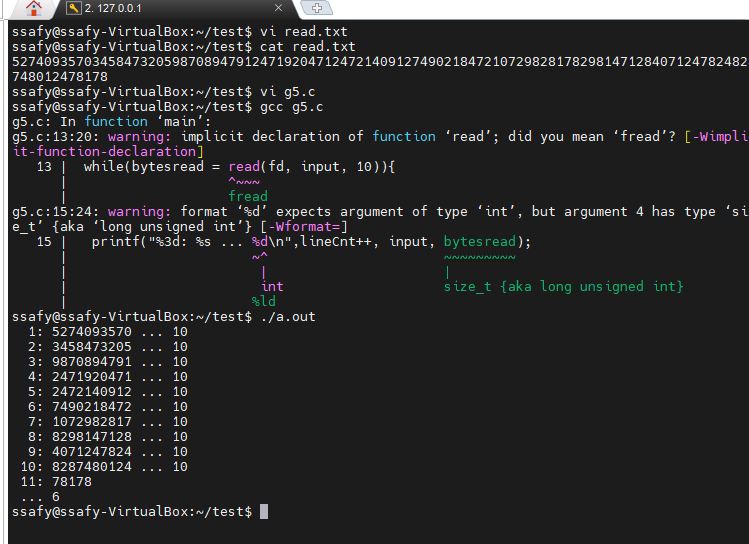 2. 127.0.0.1
ssafy@ssafy-VirtualBox:~/test$ vi read.txt
ssafy@ssafy-VirtualBox:~/test$ cat read.txt
52740935703458473205987089479124719204712472140912749021847210729828178298147128407124782482
748012478178
ssafy@ssafy-VirtualBox:~/test$ vi g5.c
ssafy@ssafy-VirtualBox:~/test$ gcc g5.c
g5.c: In function ‘main’:
g5.c:13:20: warning: implicit declaration of function ‘read’; did you mean ‘fread’? [-Wimpli
it-function-declaration]
13 | while(bytesread = read(fd, input, 10)){
| ^~~~
| fread
g5.c:15:24: warning: format ‘%d’ expects argument of type ‘int’, but argument 4 has type ‘si
e_t’ {aka ‘long unsigned int’} [-Wformat=]
15 | printf("%3d: %s ... %d\n",lineCnt++, input, bytesread);
| ~^ ~~~~~~~~~
| | |
| int size_t {aka long unsigned int}
| %ld
ssafy@ssafy-VirtualBox:~/test$ ./a.out
1: 5274093570 ... 10
2: 3458473205 ... 10
3: 9870894791 ... 10
4: 2471920471 ... 10
5: 2472140912 ... 10
6: 7490218472 ... 10
7: 1072982817 ... 10
8: 8298147128 ... 10
9: 4071247824 ... 10
10: 8287480124 ... 10
11: 78178
... 6
ssafy@ssafy-VirtualBox:~/test$